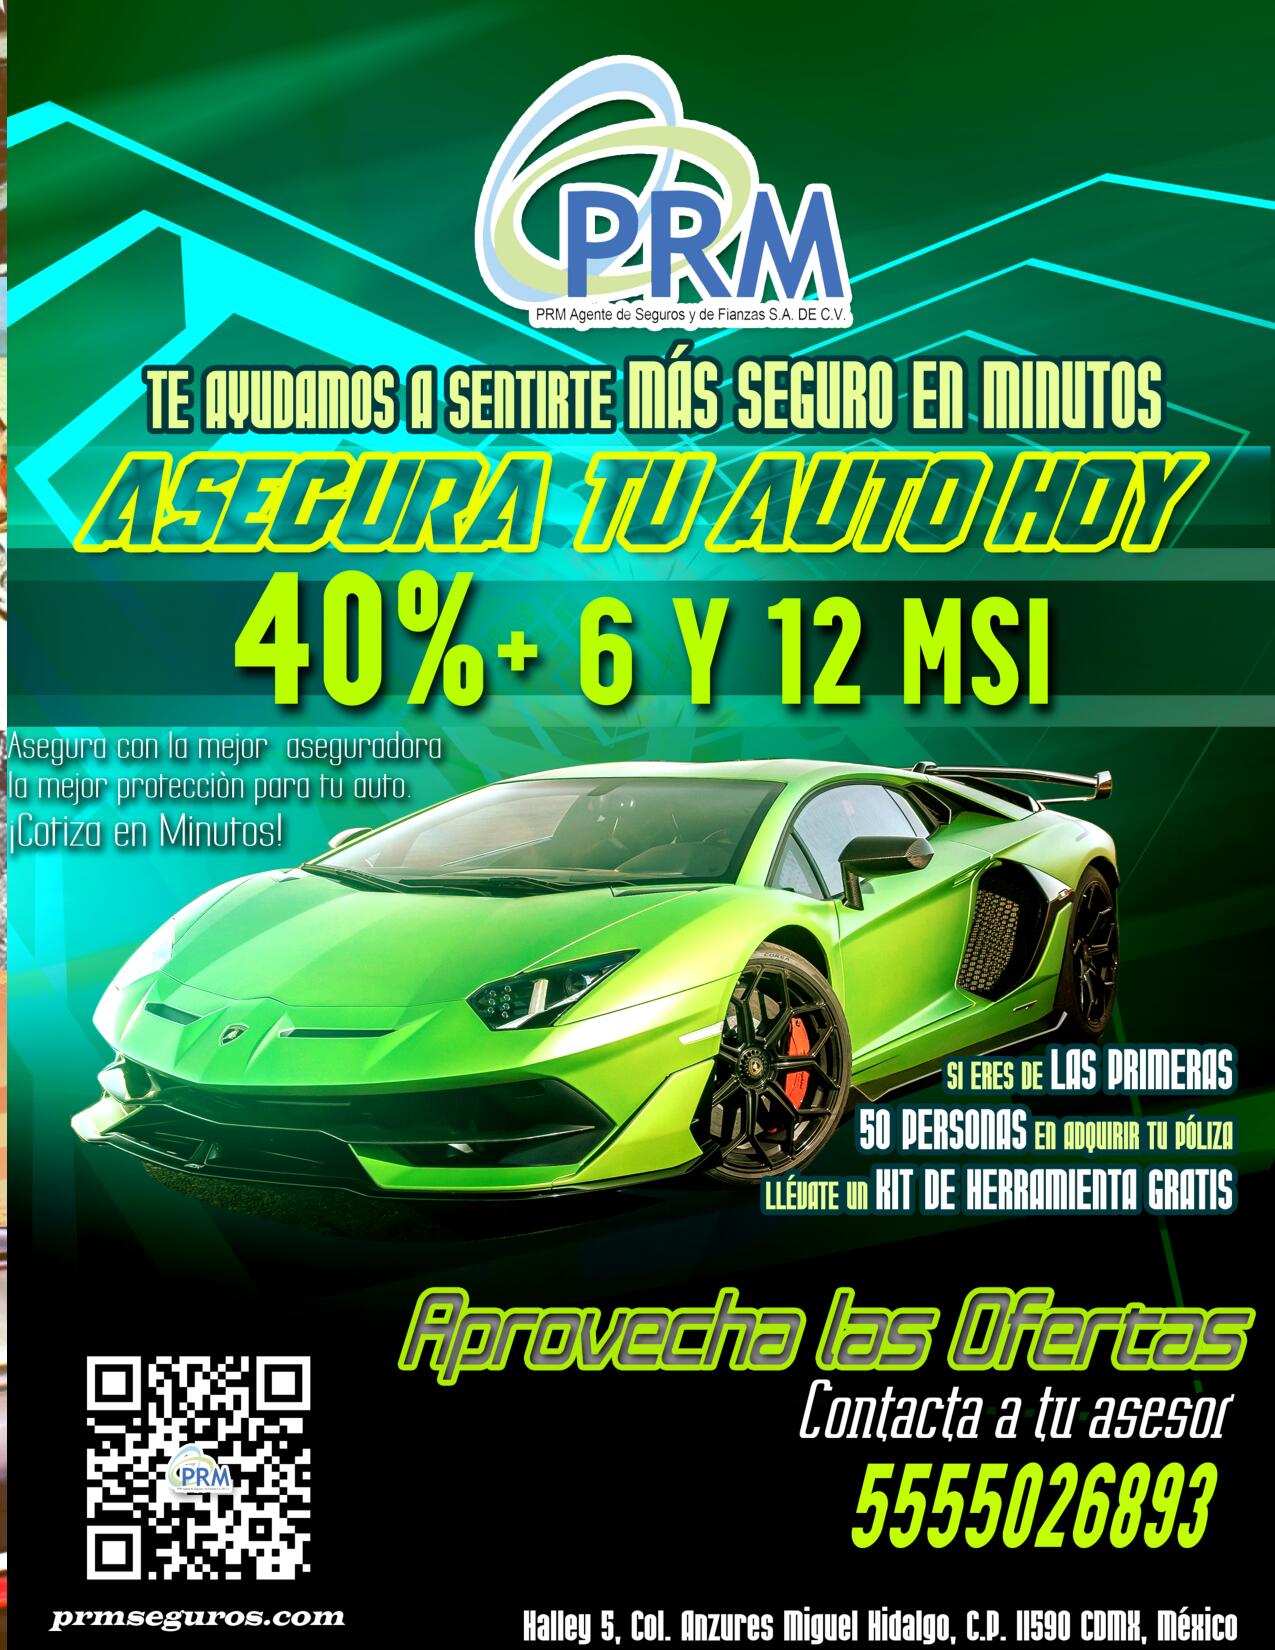 PRM
PRM Agente de Seguros y de Fianzas S.A. DE C.V.
TE AYUDAMOS A SENTIRTE MÁS SEGURO EN MINUTOS
ASEGURA TU AUTO HOY
40% + 6 Y 12 MSI
Asegura con la mejor aseguradora
la mejor protecciòn para tu auto.
¡Cotiza en Minutos!
SI ERES DE LAS PRIMERAS
50 PERSONAS EN ADQUIRIR TU PÓLIZA
LLÉVATE UN KIT DE HERRAMIENTA GRATIS
Aprovecha las Ofertas
Contacta a tu asesor
5555026893
PRM
prmseguros.com
Halley 5, Col. Anzures Miguel Hidalgo, C.P. 11590 CDMX, México